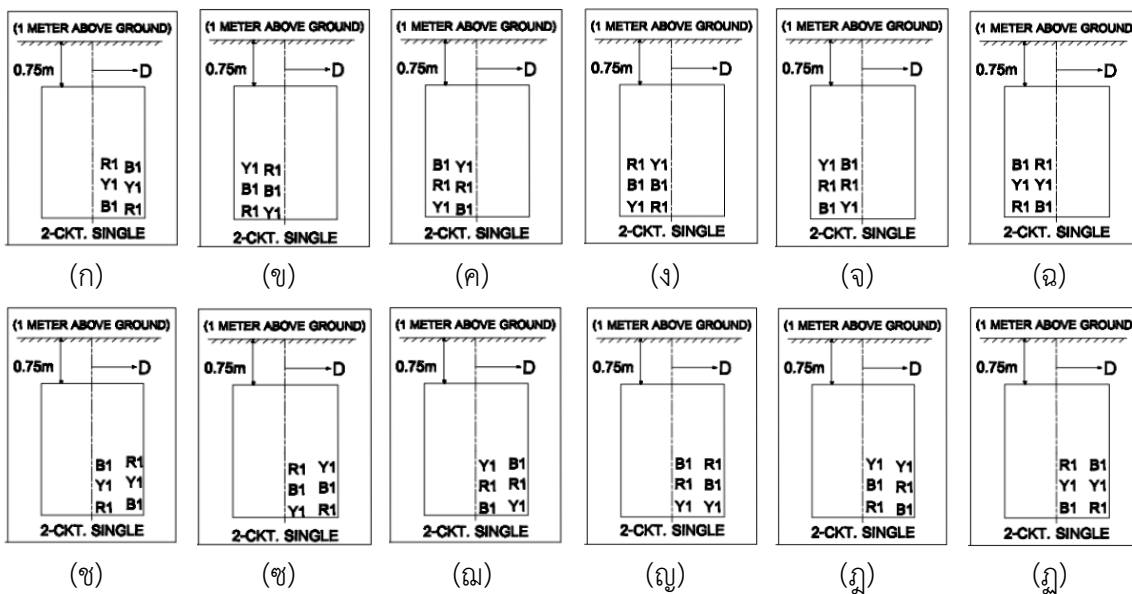 (1 METER ABOVE GROUND) (1 METER ABOVE GROUND) (1 METER ABOVE GROUND) (1 METER ABOVE GROUND) (1 METER ABOVE GROUND) (1 METER ABOVE GROUND)
0.75m D 0.75m D 0.75m D 0.75m D 0.75m D 0.75m D
R1 B1 Y1 R1 B1 Y1 R1 Y1 Y1 B1 B1 R1
Y1 Y1 B1 B1 R1 R1 B1 B1 R1 R1 Y1 Y1
B1 R1 R1 Y1 Y1 B1 Y1 R1 B1 Y1 R1 B1
2-CKT. SINGLE 2-CKT. SINGLE 2-CKT. SINGLE 2-CKT. SINGLE 2-CKT. SINGLE 2-CKT. SINGLE
(ก) (ข) (ค) (ง) (จ) (ฉ)
(1 METER ABOVE GROUND) (1 METER ABOVE GROUND) (1 METER ABOVE GROUND) (1 METER ABOVE GROUND) (1 METER ABOVE GROUND) (1 METER ABOVE GROUND)
0.75m D 0.75m D 0.75m D 0.75m D 0.75m D 0.75m D
B1 R1 R1 Y1 Y1 B1 B1 R1 Y1 Y1 R1 B1
Y1 Y1 B1 B1 R1 R1 R1 B1 B1 R1 Y1 Y1
R1 B1 Y1 R1 B1 Y1 Y1 Y1 R1 B1 B1 R1
2-CKT. SINGLE 2-CKT. SINGLE 2-CKT. SINGLE 2-CKT. SINGLE 2-CKT. SINGLE 2-CKT. SINGLE
(ช) (ซ) (ฌ) (ญ) (ฎ) (ฏ)